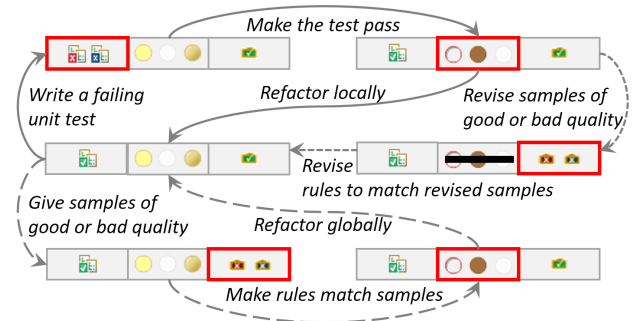 Make the test pass
Write a failing
unit test
Refactor locally
Revise samples of
good or bad quality
Revise
rules to match revised samples
Give samples of
good or bad quality
Refactor globally
Make rules match samples